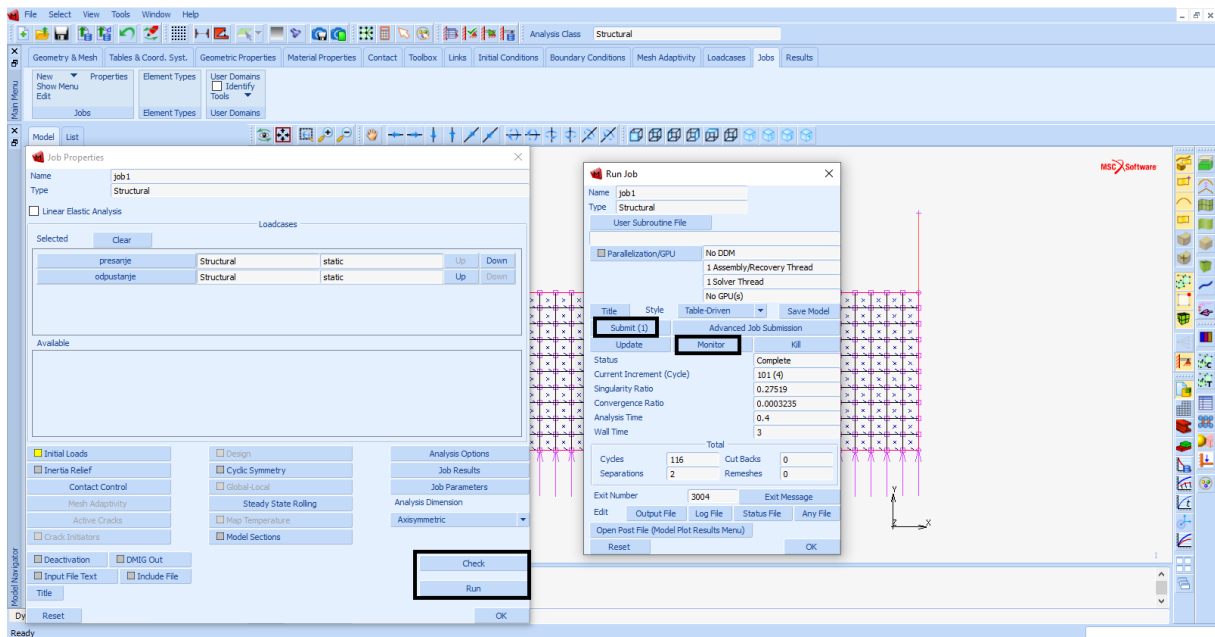 File Select View Tools Window Help
Analysis Class Structural
Geometry & Mesh Tables & Coord. Syst. Geometric Properties Material Properties Contact Toolbox Links Initial Conditions Boundary Conditions Mesh Adaptivity Loadcases Jobs Results
Main Menu
New Properties Element Types User Domains
Show Menu Identify
Edit Tools
Jobs Element Types User Domains
Model List
Job Properties
Name job1
Type Structural
Linear Elastic Analysis
Loadcases
Selected Clear
presanje Structural static Up Down
odpustanje Structural static Up Down
Available
Initial Loads Design Analysis Options
Inertia Relief Cyclic Symmetry Job Results
Contact Control Global-Local Job Parameters
Mesh Adaptivity Steady State Rolling Analysis Dimension
Active Cracks Map Temperature Axisymmetric
Crack Initiators Model Sections
Deactivation DMIG Out Check
Input File Text Include File
Title Run
Reset OK
Model Navigator
Dy
Ready
Run Job
Name job1
Type Structural
User Subroutine File
Parallelization/GPU No DDM
1 Assembly/Recovery Thread
1 Solver Thread
No GPU(s)
Title Style Table-Driven Save Model
Submit (1) Advanced Job Submission
Update Monitor Kill
Status Complete
Current Increment (Cycle) 101 (4)
Singularity Ratio 0.27519
Convergence Ratio 0.0003235
Analysis Time 0.4
Wall Time 3
Total
Cycles 116 Cut Backs 0
Separations 2 Remeshes 0
Exit Number 3004 Exit Message
Edit Output File Log File Status File Any File
Open Post File (Model Plot Results Menu)
Reset OK
MSC Software
Y
Z X
1